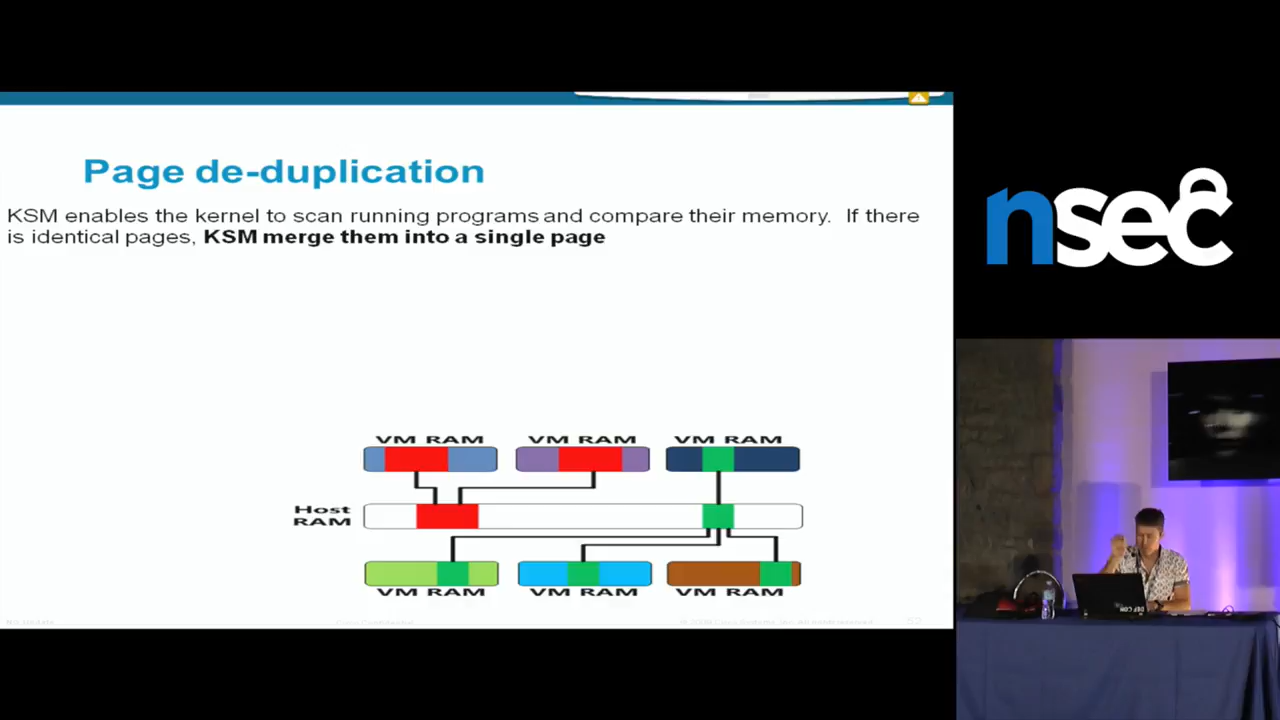 Page de-duplication
KSM enables the kernel to scan running programs and compare their memory. If there
is identical pages, KSM merge them into a single page
VM RAM VM RAM VM RAM
Host
RAM
VM RAM VM RAM VM RAM
nsec
DEFCON
52